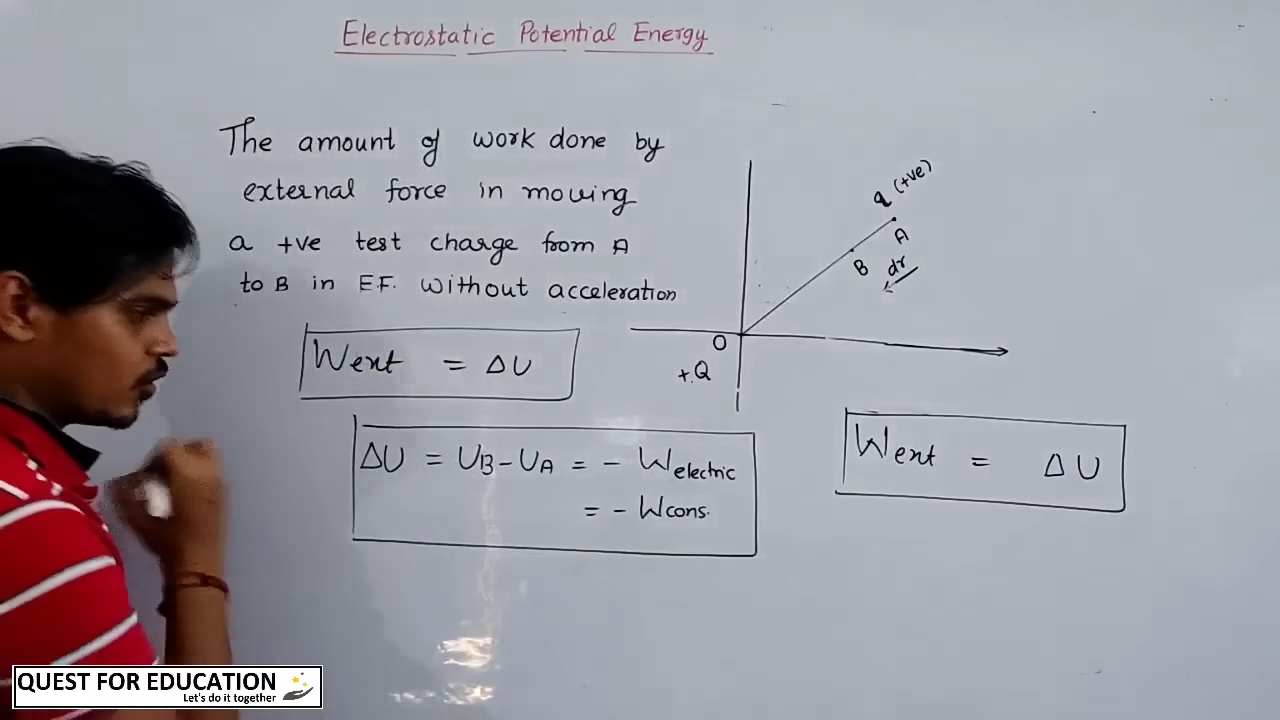 Electrostatic Potential Energy
The amount of work done by
external force in moving
a +ve test charge from A
to B in E.F. without acceleration
Went = ΔU
ΔU = UB - UA = - Welectric
= - Wcons.
q (+ve)
A
B
dr
O
+Q
Went = ΔU
QUEST FOR EDUCATION
Let's do it together